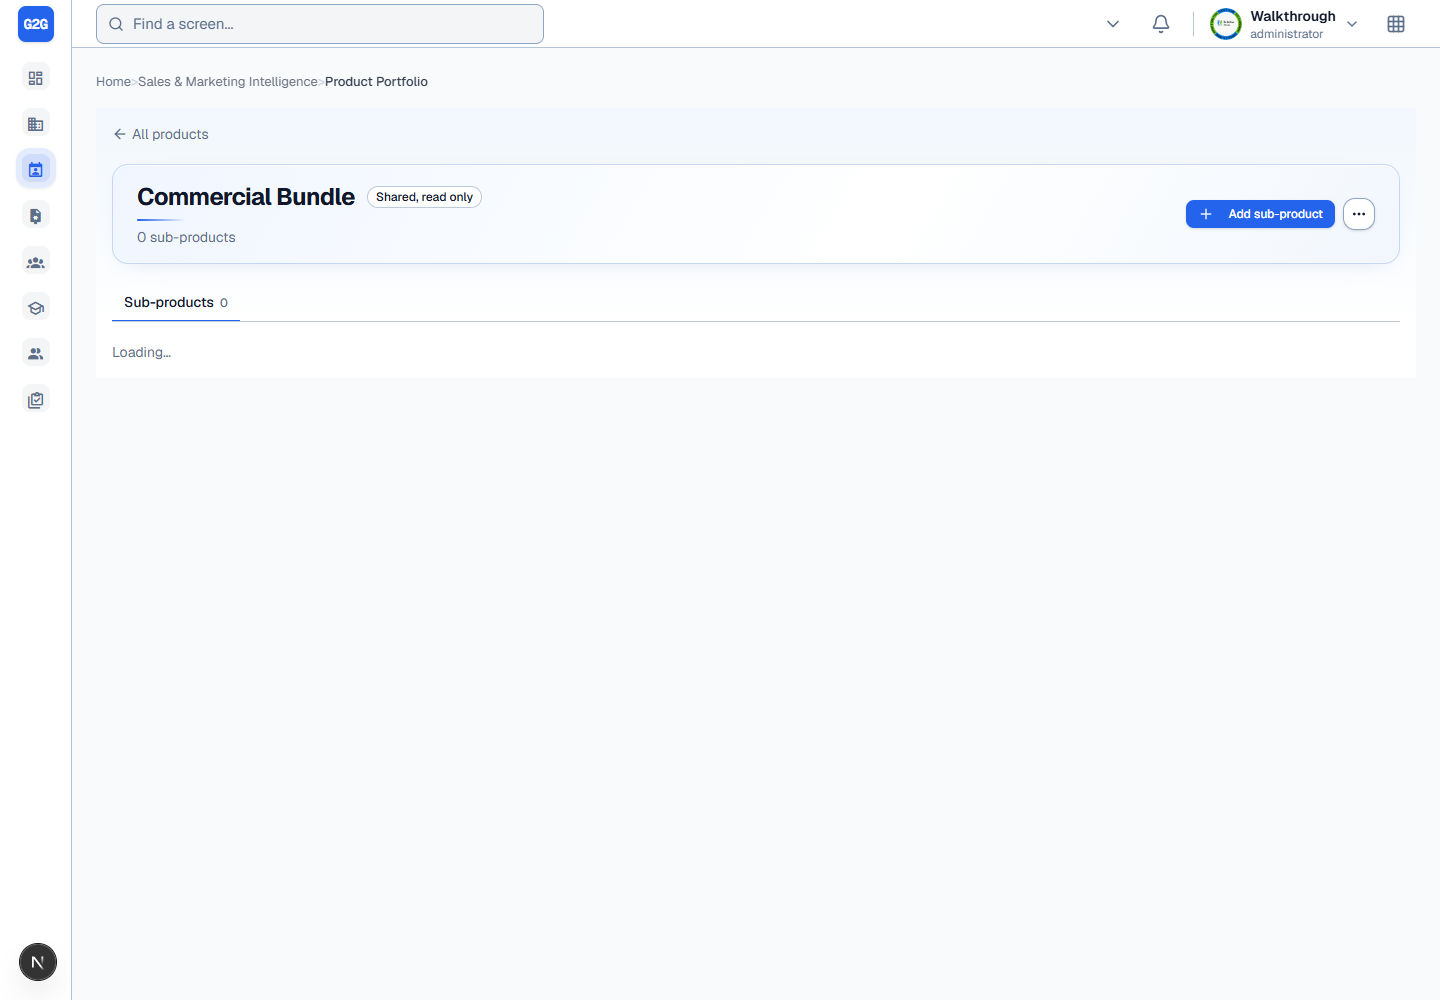 G2G
Find a screen...
Walkthrough
administrator
Home>Sales & Marketing Intelligence>Product Portfolio
All products
Commercial Bundle
Shared, read only
0 sub-products
Add sub-product
Sub-products 0
Loading...
N